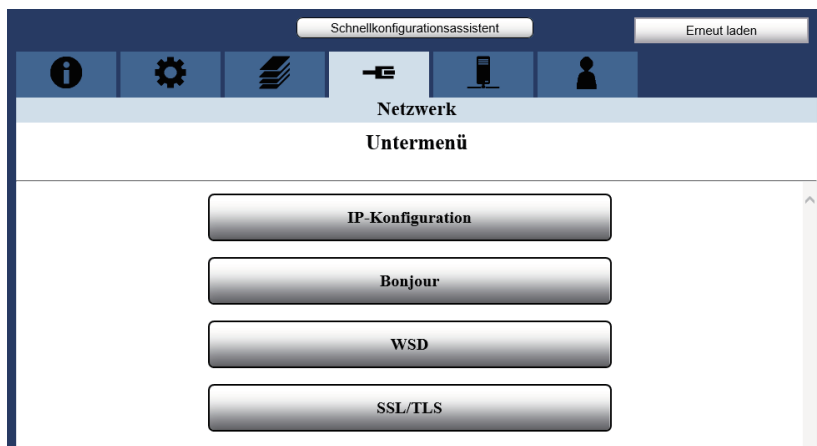 Schnellkonfigurationsassistent
Erneut laden
Netzwerk
Untermenü
IP-Konfiguration
Bonjour
WSD
SSL/TLS